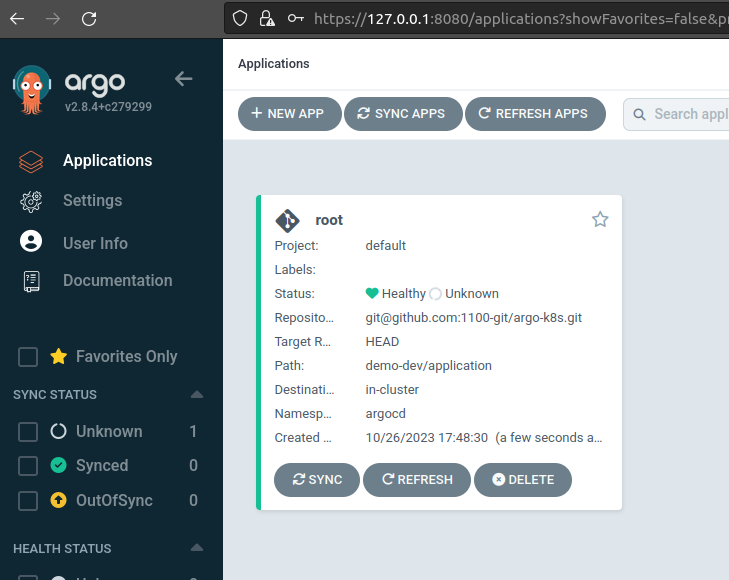 https://127.0.0.1:8080/applications?showFavorites=false&p
argo
v2.8.4+c279299
Applications
Settings
User Info
Documentation
Favorites Only
SYNC STATUS
Unknown 1
Synced 0
OutOfSync 0
HEALTH STATUS
Applications
+ NEW APP SYNC APPS REFRESH APPS Search appl
root
Project: default
Labels:
Status: Healthy Unknown
Reposito... git@github.com:1100-git/argo-k8s.git
Target R... HEAD
Path: demo-dev/application
Destinati... in-cluster
Namesp... argocd
Created ... 10/26/2023 17:48:30 (a few seconds a...
SYNC REFRESH DELETE